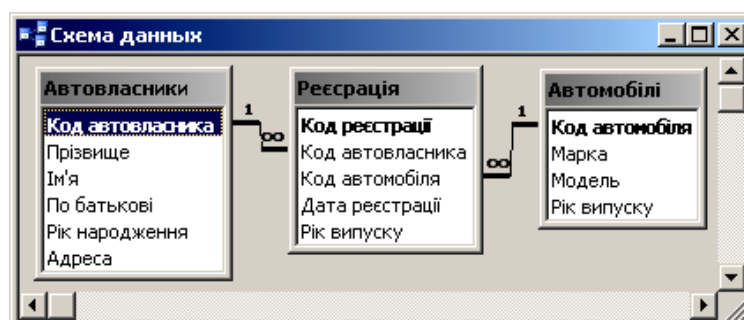 Схема данных
Автовласники
Код автовласника
Прізвище
Ім'я
По батькові
Рік народження
Адреса
1
∞
Реєсрація
Код реєстрації
Код автовласника
Код автомобіля
Дата реєстрації
Рік випуску
1
∞
Автомобілі
Код автомобіля
Марка
Модель
Рік випуску